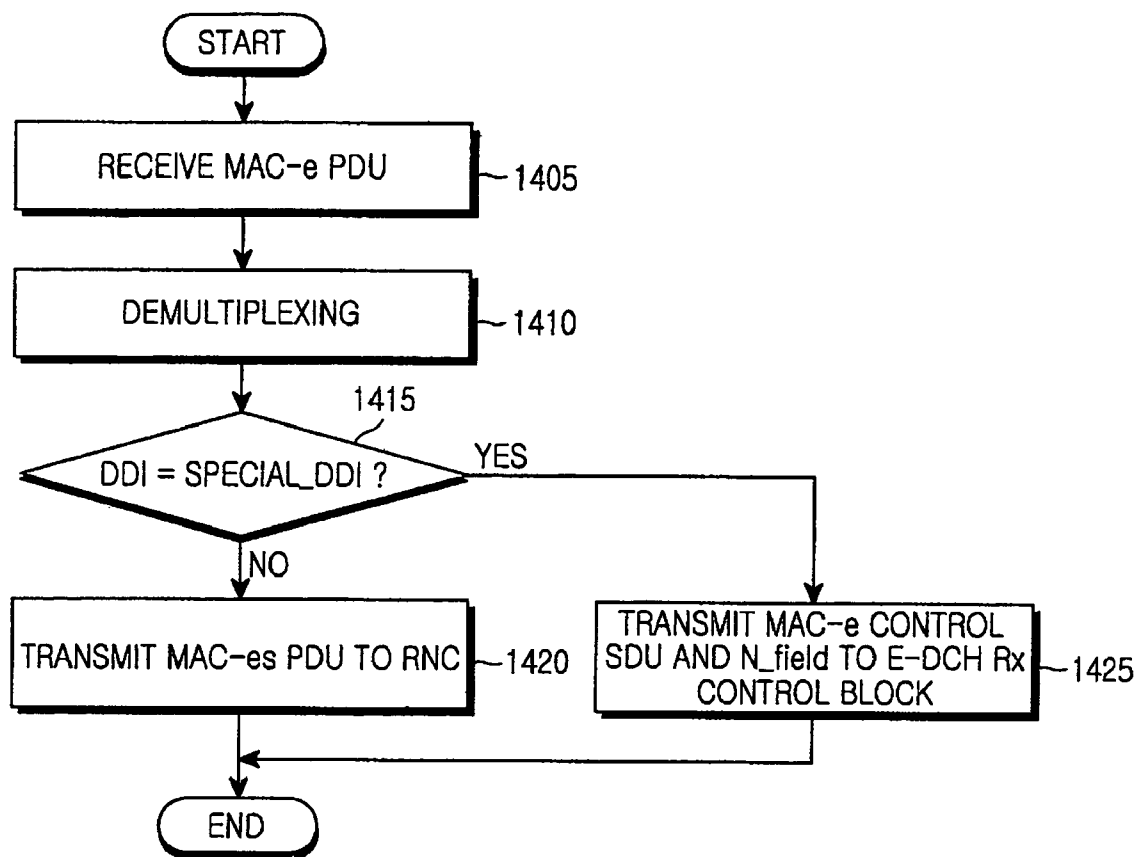 START
RECEIVE MAC-e PDU
1405
DEMULTIPLEXING
1410
1415
DDI = SPECIAL_DDI ?
YES
NO
TRANSMIT MAC-es PDU TO RNC
1420
TRANSMIT MAC-e CONTROL
SDU AND N_field TO E-DCH Rx
CONTROL BLOCK
1425
END